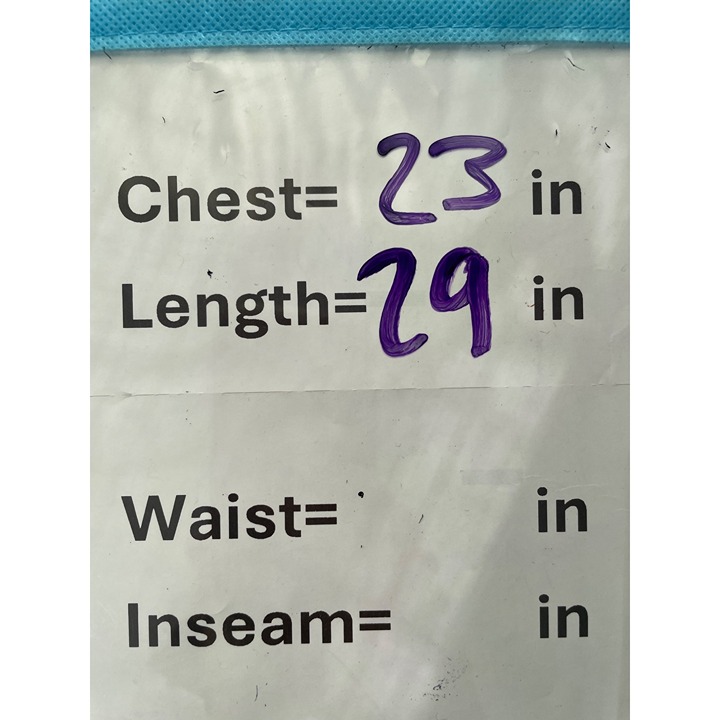 Chest= 23 in
Length= 29 in
Waist= in
Inseam= in